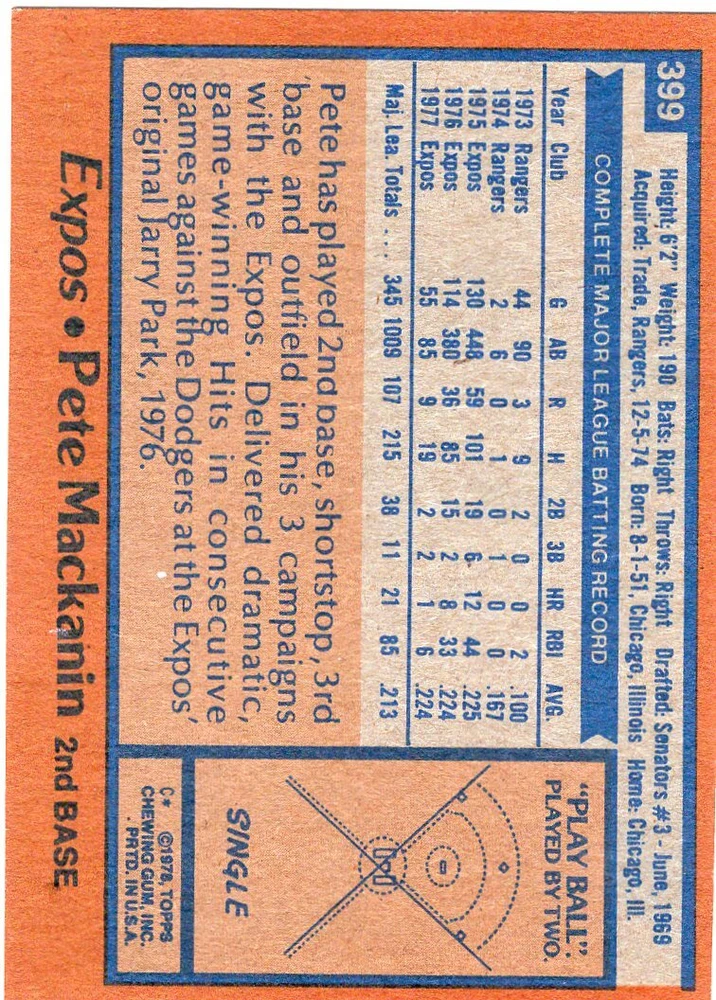 399
Height: 6'2" Weight: 190 Bats: Right Throws: Right Drafted: Senators #3 - June, 1969
Acquired: Trade, Rangers, 12-5-74 Born: 8-1-51, Chicago, Illinois Home: Chicago, Ill.
COMPLETE MAJOR LEAGUE BATTING RECORD
Year Club G AB R H 2B 3B HR RBI AVG.
1973 Rangers 44 90 3 9 2 0 0 2 .100
1974 Rangers 2 6 0 1 0 1 0 0 .167
1975 Expos 130 448 59 101 19 6 12 44 .225
1976 Expos 114 380 36 85 15 2 8 33 .224
1977 Expos 55 85 9 19 2 2 1 6 .224
Maj. Lea. Totals .... 345 1009 107 215 38 11 21 85 .213
Pete has played 2nd base, shortstop, 3rd
base and outfield in his 3 campaigns
with the Expos. Delivered dramatic,
game-winning Hits in consecutive
games against the Dodgers at the Expos'
original Jarry Park, 1976.
"PLAY BALL"
PLAYED BY TWO.
SINGLE
C* ©1978, TOPPS
CHEWING GUM, INC.
PRTD. IN U.S.A.
Expos • Pete Mackanin 2nd BASE